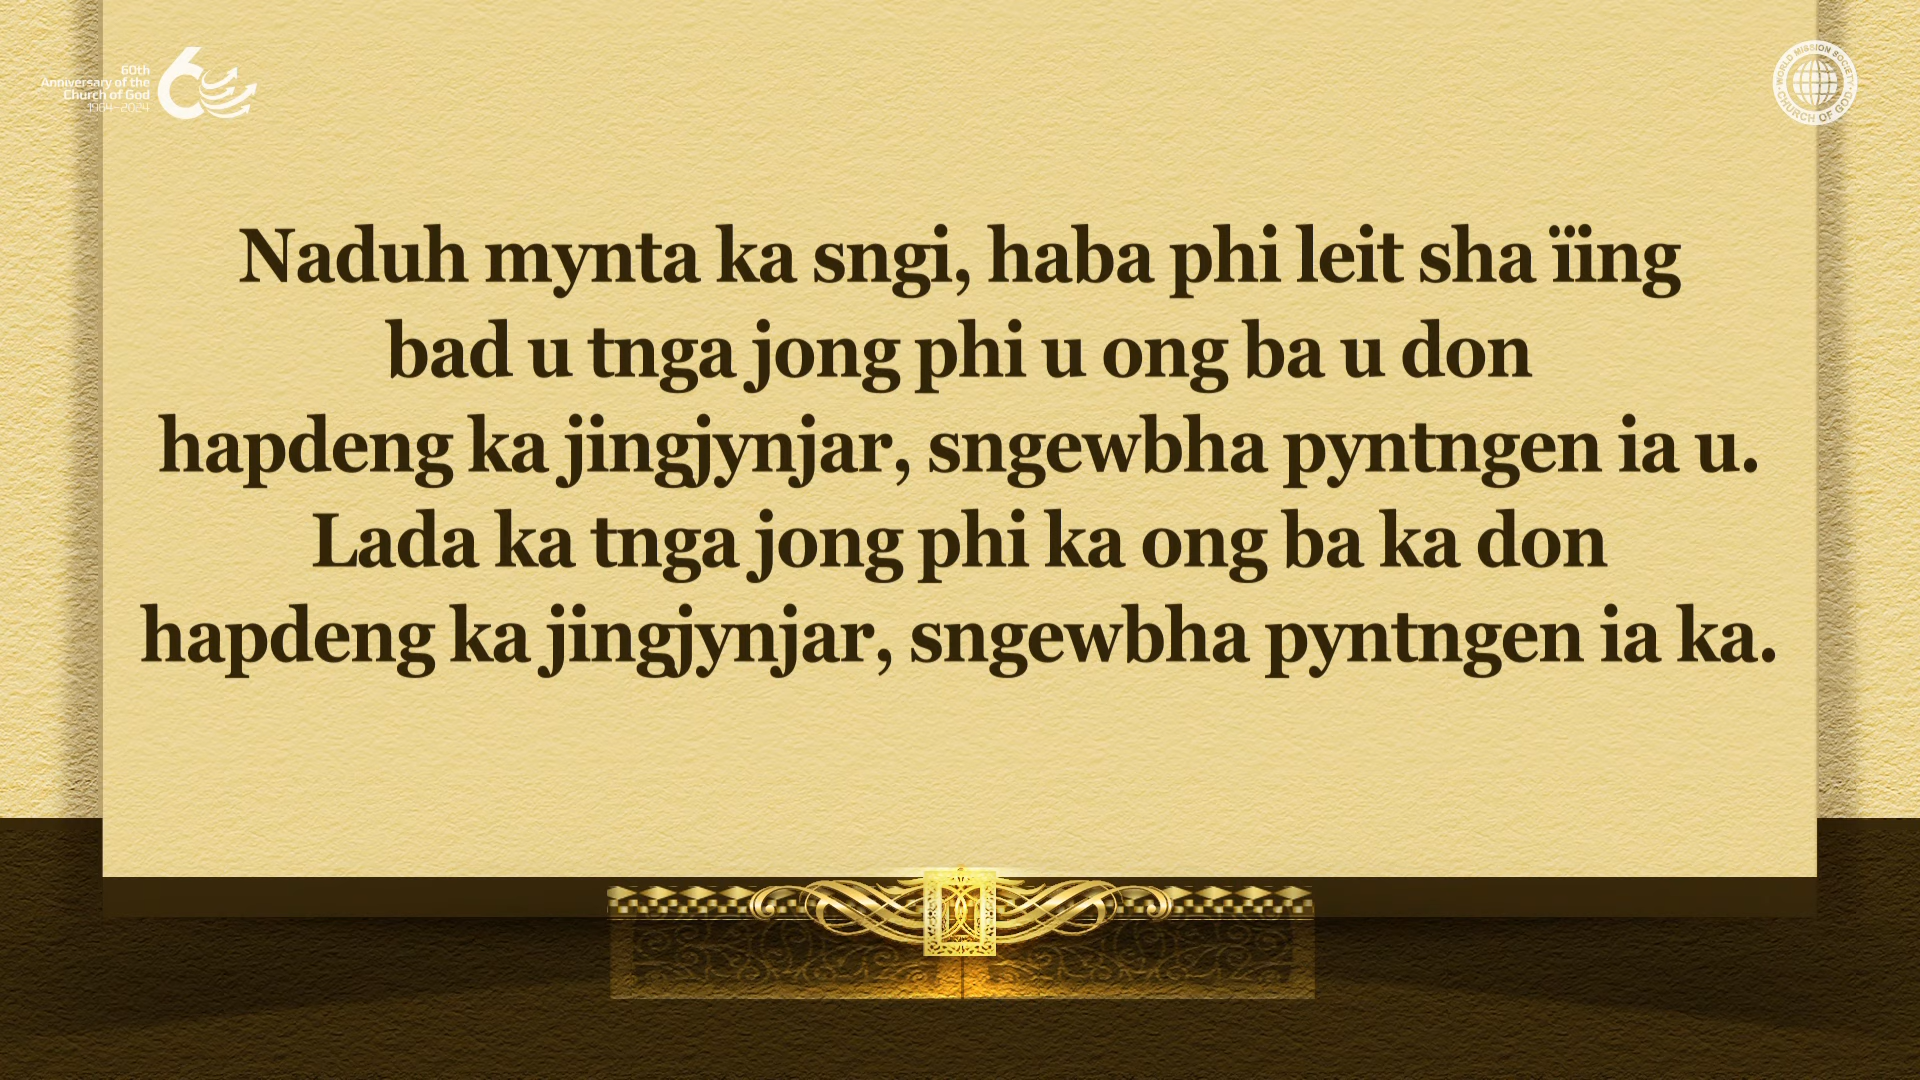 60th
Anniversary of the
Church of God
1964–2024
WORLD MISSION SOCIETY
CHURCH OF GOD
Naduh mynta ka sngi, haba phi leit sha ïing
bad u tnga jong phi u ong ba u don
hapdeng ka jingjynjar, sngewbha pyntngen ia u.
Lada ka tnga jong phi ka ong ba ka don
hapdeng ka jingjynjar, sngewbha pyntngen ia ka.